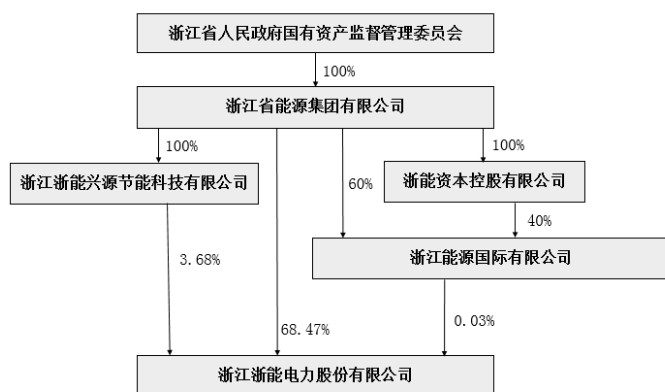 浙江省人民政府国有资产监督管理委员会
100%
浙江省能源集团有限公司
100%
100%
浙江浙能兴源节能科技有限公司
60%
浙能资本控股有限公司
40%
浙江能源国际有限公司
3.68%
68.47%
0.03%
浙江浙能电力股份有限公司